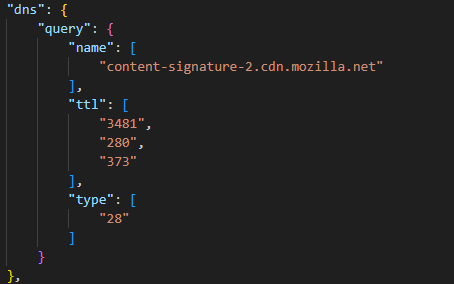 "dns": {
"query": {
"name": [
"content-signature-2.cdn.mozilla.net"
],
"ttl": [
"3481",
"280",
"373"
],
"type": [
"28"
]
}
},